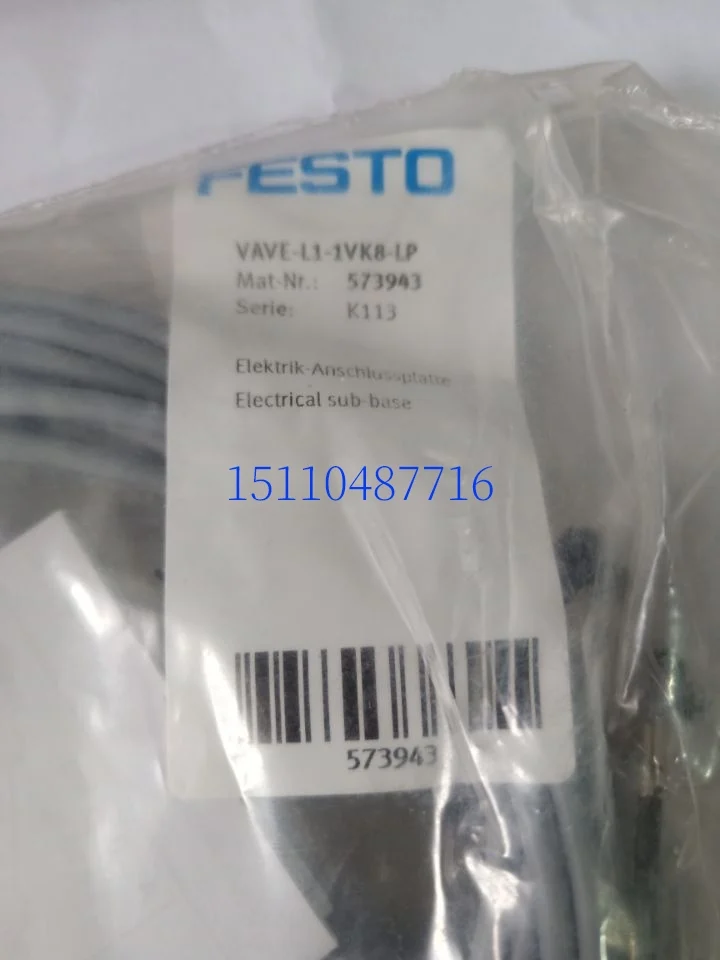 FESTO
VAVE-L1-1VK8-LP
Mat-Nr.: 573943
Serie: K113
Elektrik-Anschlussplatte
Electrical sub-base
15110487716
573943